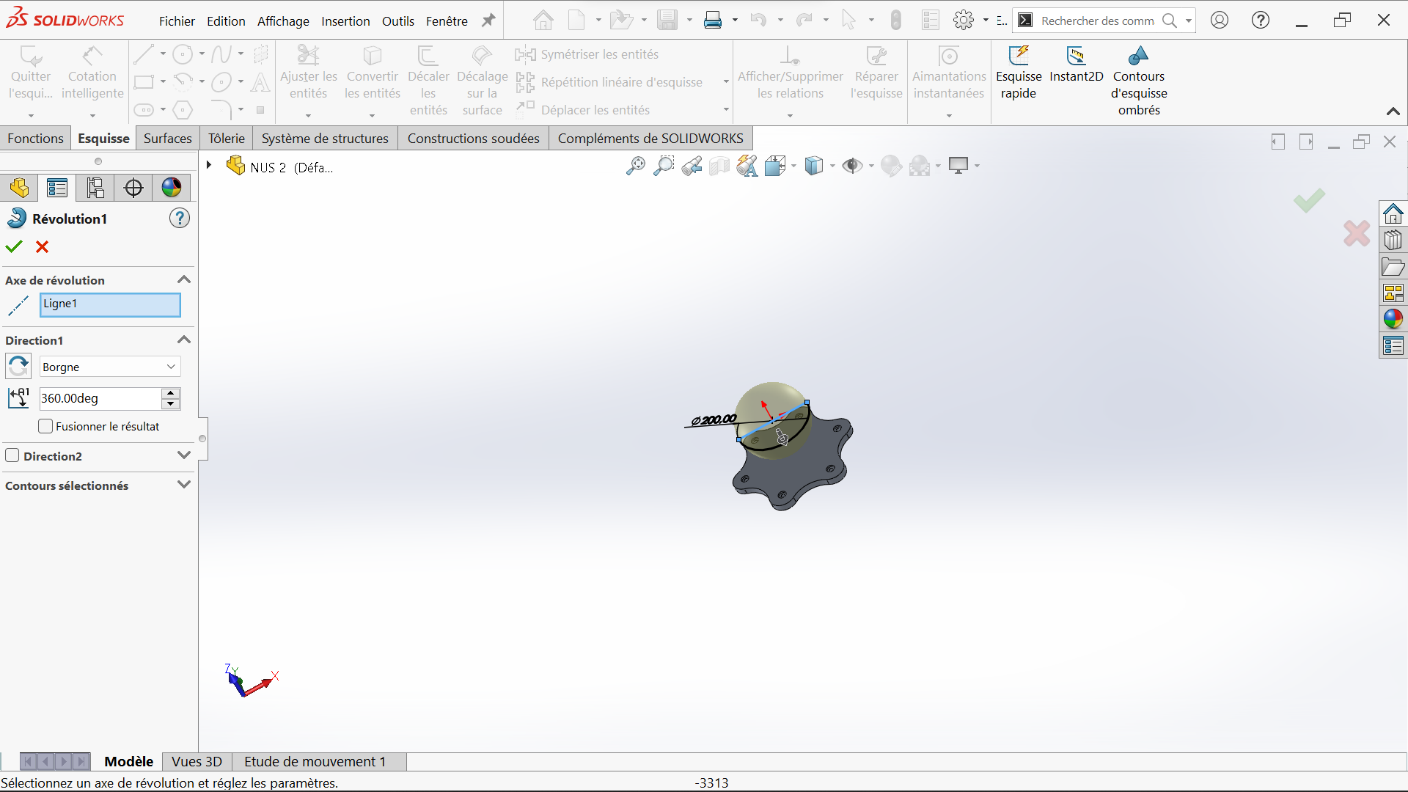 SOLIDWORKS Fichier Edition Affichage Insertion Outils Fenêtre E... Rechercher des comm
Quitter l'esqui... Cotation intelligente
Ajuster les entités Convertir les entités Décaler les entités Décalage sur la surface
Symétriser les entités
Répétition linéaire d'esquisse
Déplacer les entités
Afficher/Supprimer les relations Réparer l'esquisse Aimantations instantanées Esquisse rapide Instant2D Contours d'esquisse ombrés
Fonctions Esquisse Surfaces Tôlerie Système de structures Constructions soudées Compléments de SOLIDWORKS
NUS 2 (Défa...
Révolution1
Axe de révolution
Ligne1
Direction1
Borgne
360.00deg
Fusionner le résultat
Direction2
Contours sélectionnés
∅200.00
Z Y X
Modèle Vues 3D Etude de mouvement 1
Sélectionnez un axe de révolution et réglez les paramètres. -3313